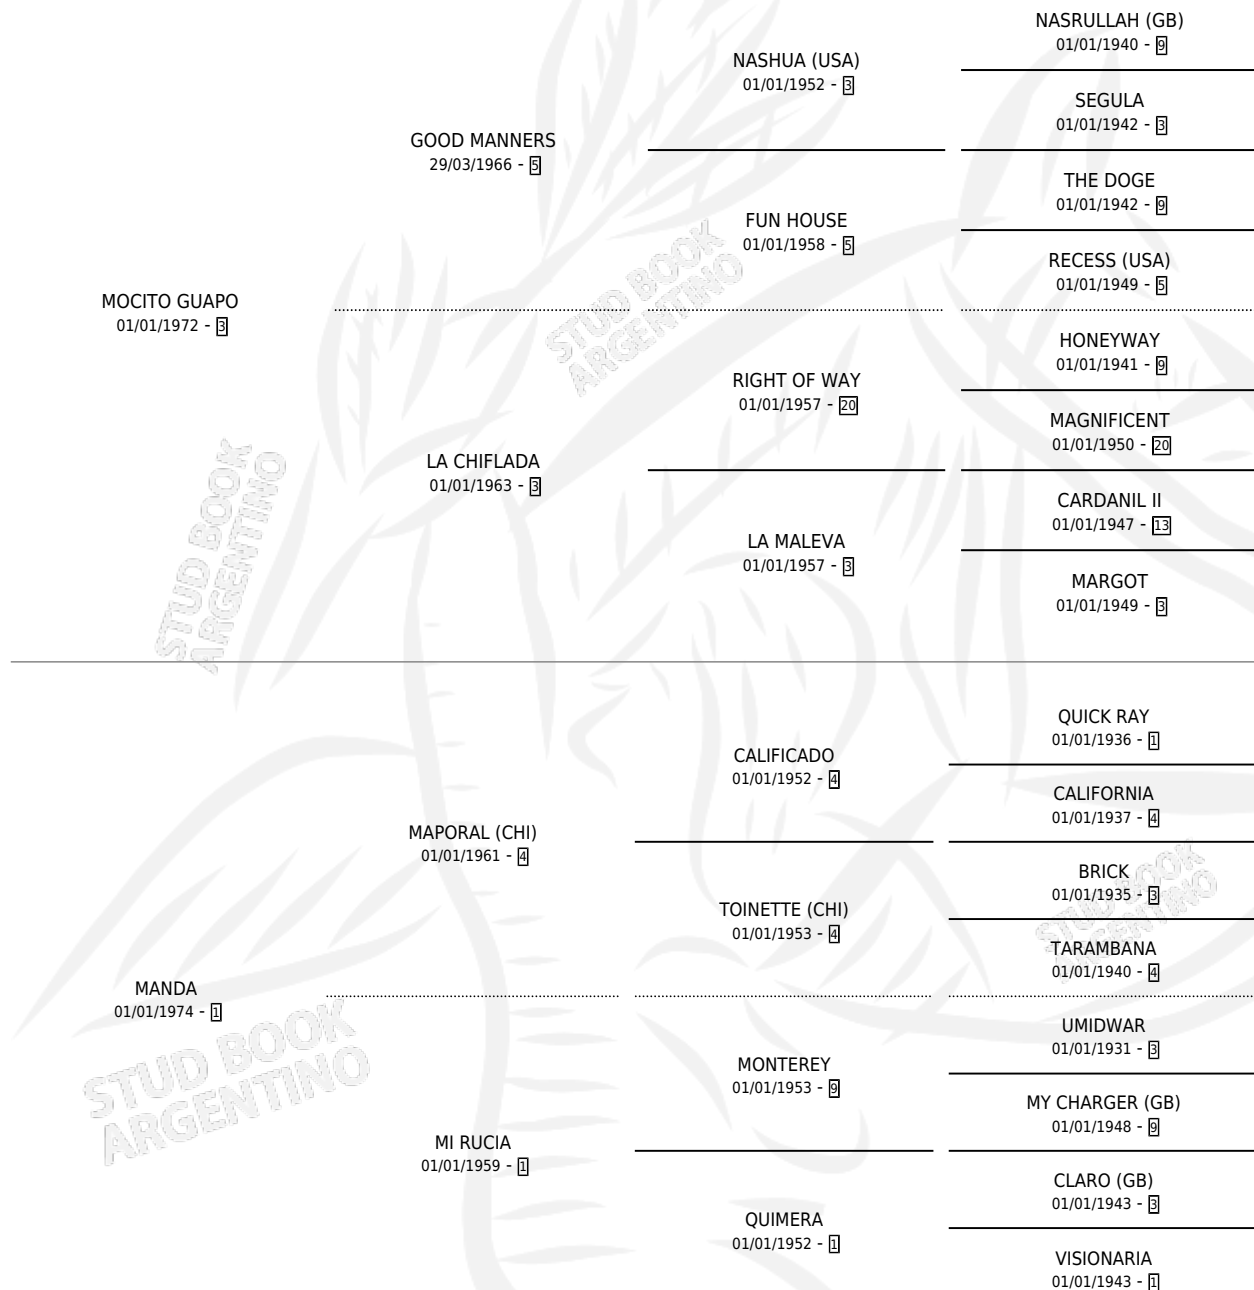 NASRULLAH (GB)
01/01/1940 - 9
NASHUA (USA)
01/01/1952 - 3
SEGULA
01/01/1942 - 3
GOOD MANNERS
29/03/1966 - 5
THE DOGE
01/01/1942 - 9
FUN HOUSE
01/01/1958 - 5
RECESS (USA)
01/01/1949 - 5
MOCITO GUAPO
01/01/1972 - 3
HONEYWAY
01/01/1941 - 9
RIGHT OF WAY
01/01/1957 - 20
MAGNIFICENT
01/01/1950 - 20
LA CHIFLADA
01/01/1963 - 3
CARDANIL II
01/01/1947 - 13
LA MALEVA
01/01/1957 - 3
MARGOT
01/01/1949 - 3
QUICK RAY
01/01/1936 - 1
CALIFICADO
01/01/1952 - 4
CALIFORNIA
01/01/1937 - 4
MAPORAL (CHI)
01/01/1961 - 4
BRICK
01/01/1935 - 3
TOINETTE (CHI)
01/01/1953 - 4
TARAMBANA
01/01/1940 - 4
MANDA
01/01/1974 - 1
UMIDWAR
01/01/1931 - 3
MONTEREY
01/01/1953 - 9
MY CHARGER (GB)
01/01/1948 - 9
MI RUCIA
01/01/1959 - 1
CLARO (GB)
01/01/1943 - 3
QUIMERA
01/01/1952 - 1
VISIONARIA
01/01/1943 - 1
STUD BOOK
ARGENTINO
STUD BOOK
ARGENTINO
STUD BOOK
ARGENTINO
STUD BOOK
ARGENTINO